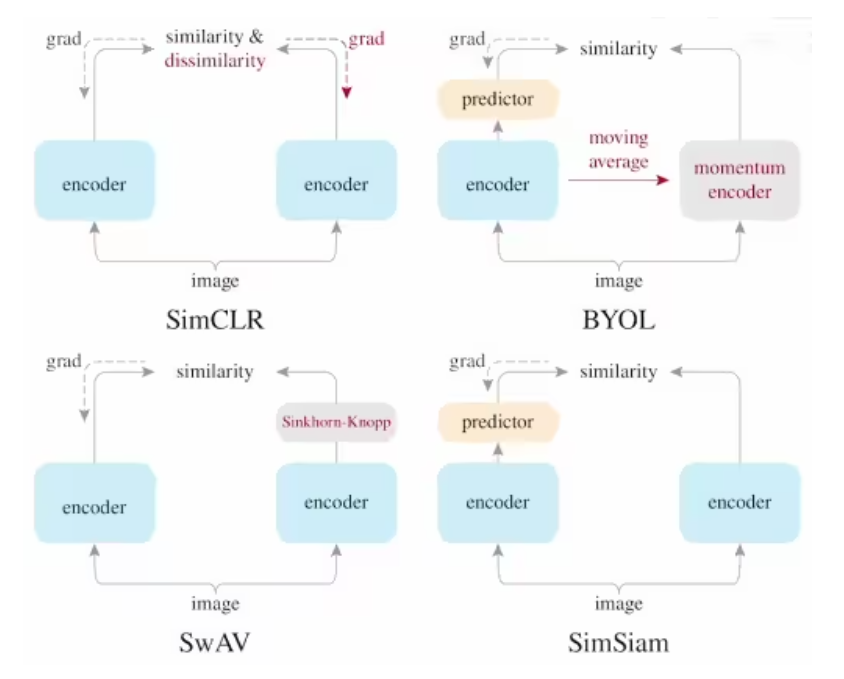 grad
similarity &
dissimilarity
grad
encoder
encoder
image
SimCLR
grad
similarity
predictor
encoder
moving
average
momentum
encoder
image
BYOL
grad
similarity
Sinkhorn-Knopp
encoder
encoder
image
SwAV
grad
similarity
predictor
encoder
encoder
image
SimSiam